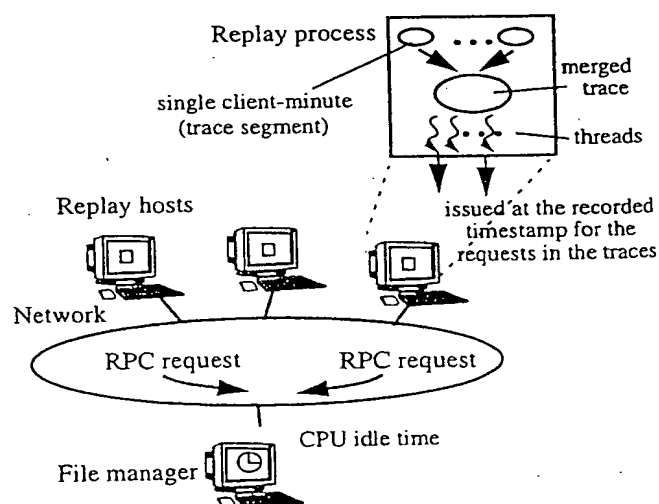 Replay process
single client-minute
(trace segment)
merged
trace
threads
Replay hosts
issued at the recorded
timestamp for the
requests in the traces
Network
RPC request
RPC request
CPU idle time
File manager